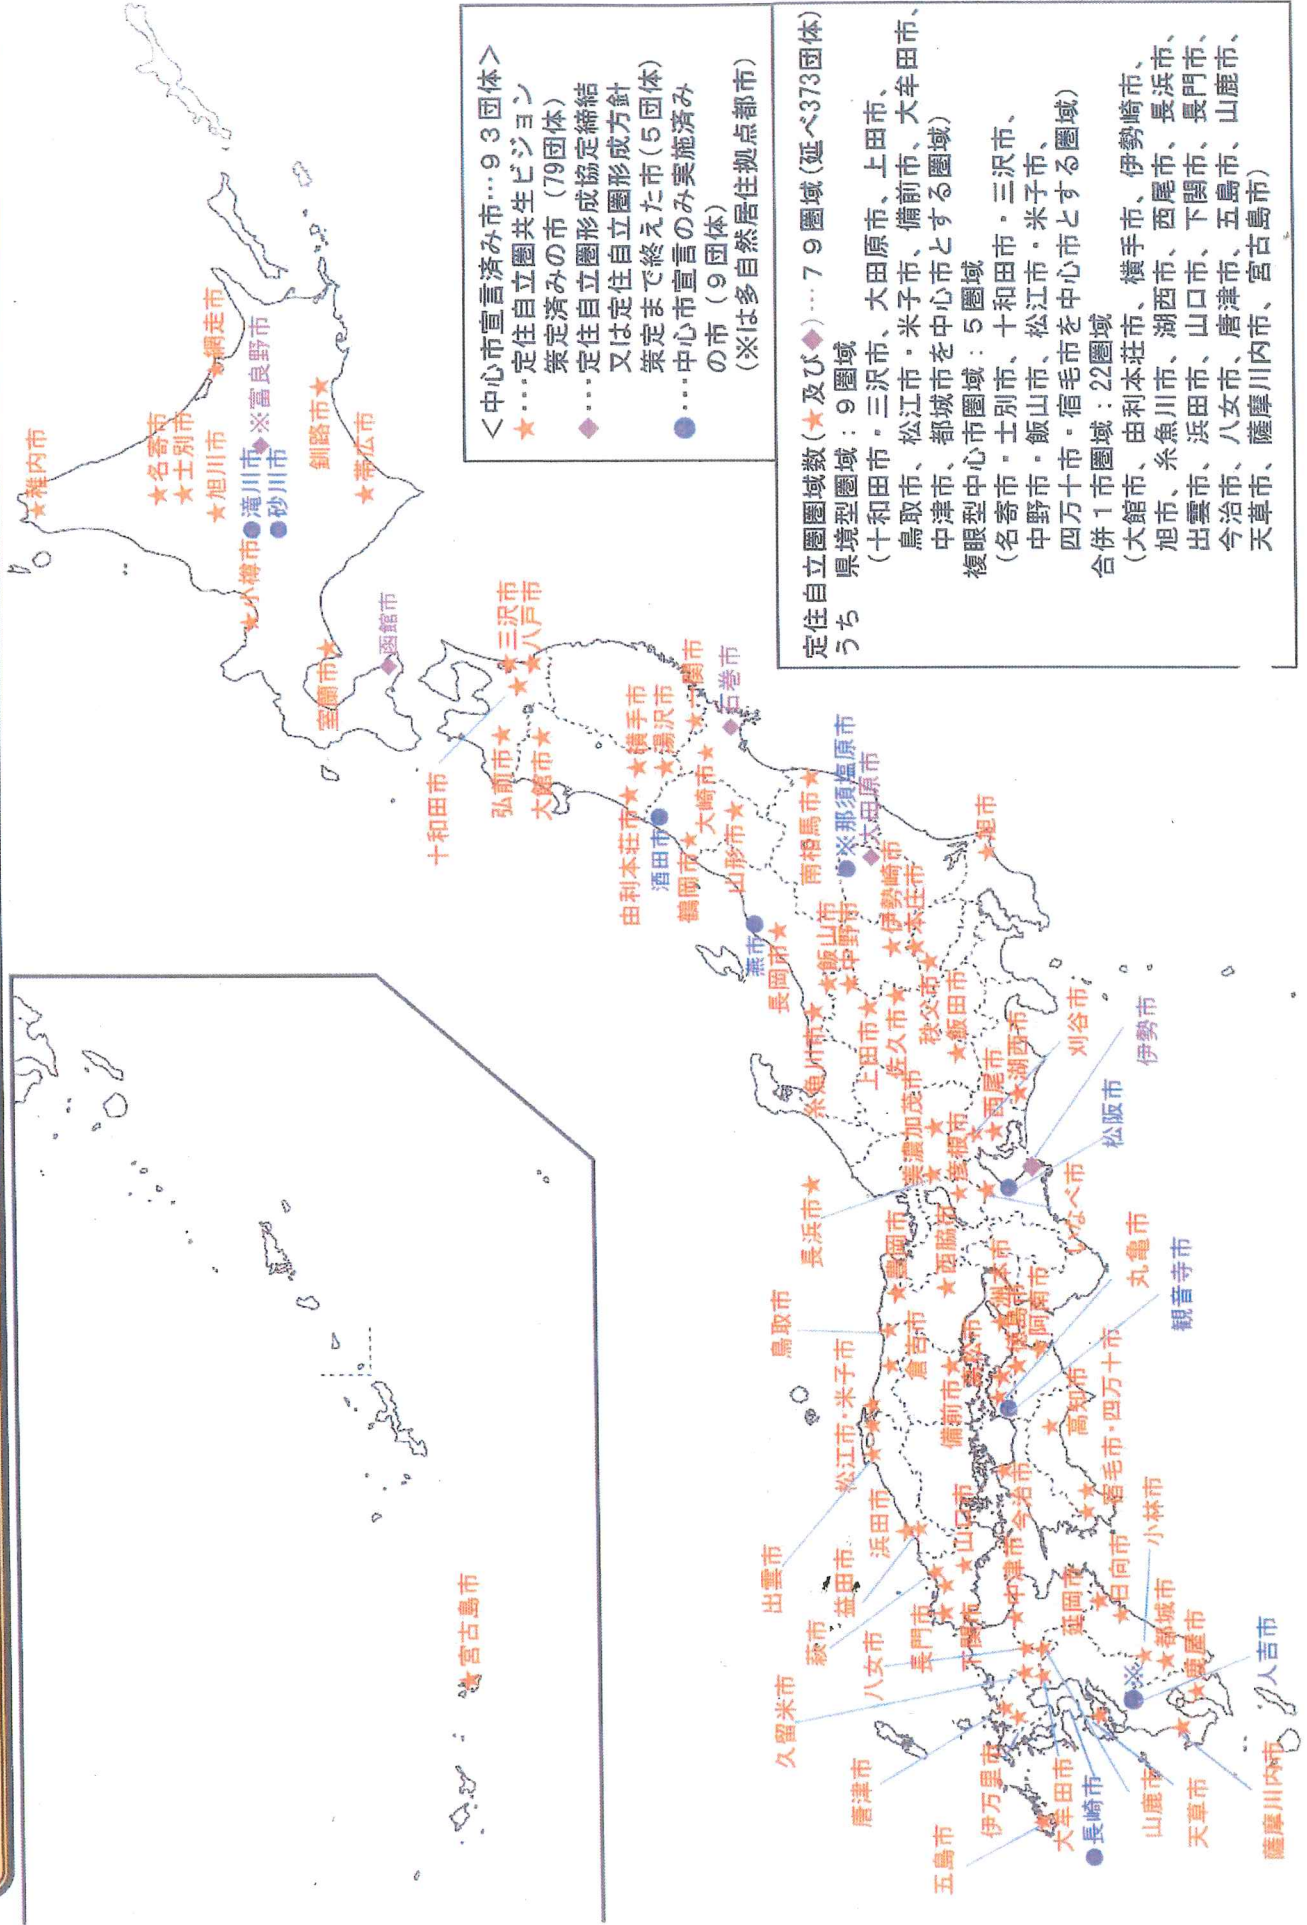 ＜中心市宣言済み市…９３団体＞
★…定住自立圏共生ビジョン
策定済みの市（79団体）
◆…定住自立圏形成協定締結
又は定住自立圏形成方針
策定まで終えた市（５団体）
●…中心市宣言のみ実施済み
の市（９団体）
（※は多自然居住拠点都市）
定住自立圏圏域数（★及び◆）…７９圏域（延べ373団体）
うち　県境型圏域：９圏域
（十和田市・三沢市、大田原市、上田市、
鳥取市、松江市・米子市、備前市、大牟田市、
中津市、都城市を中心市とする圏域）
複眼型中心市圏域：５圏域
（名寄市・士別市、十和田市・三沢市、
中野市・飯山市、松江市・米子市、
四万十市・宿毛市を中心市とする圏域）
合併１市圏域：22圏域
（大館市、由利本荘市、横手市、伊勢崎市、
旭市、糸魚川市、湖西市、西尾市、長浜市、
出雲市、浜田市、山口市、下関市、長門市、
今治市、八女市、唐津市、五島市、山鹿市、
天草市、薩摩川内市、宮古島市）
稚内市
名寄市
士別市
網走市
旭川市
※富良野市
滝川市
砂川市
小樽市
釧路市
帯広市
室蘭市
函館市
三沢市
八戸市
十和田市
弘前市
大館市
横手市
湯沢市
由利本荘市
酒田市
鶴岡市
一関市
石巻市
大崎市
山形市
南相馬市
※那須塩原市
大田原市
燕市
長岡市
飯山市
中野市
伊勢崎市
本庄市
旭市
糸魚川市
上田市
佐久市
秩父市
飯田市
美濃加茂市
彦根市
西尾市
湖西市
刈谷市
伊勢市
松阪市
いなべ市
長浜市
豊岡市
西脇市
洲本市
徳島市
阿南市
丸亀市
観音寺市
鳥取市
倉吉市
高松市
備前市
松江市・米子市
高知市
宿毛市・四万十市
出雲市
浜田市
益田市
萩市
山口市
今治市
長門市
下関市
中津市
八女市
久留米市
延岡市
日向市
小林市
都城市
鹿屋市
※
人吉市
唐津市
伊万里市
五島市
大牟田市
長崎市
山鹿市
天草市
薩摩川内市
宮古島市